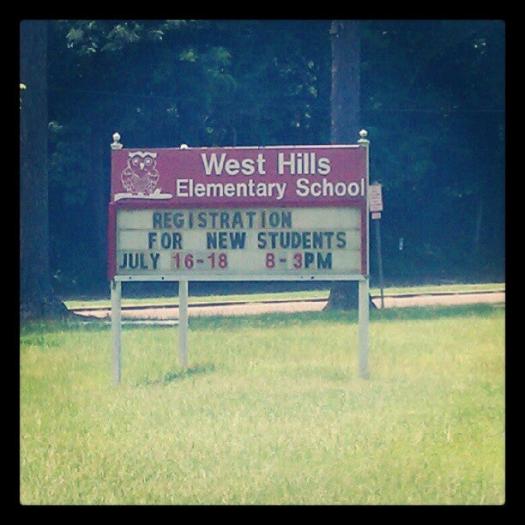 West Hills
Elementary School
REGISTRATION
FOR NEW STUDENTS
JULY 16-18 8-3PM